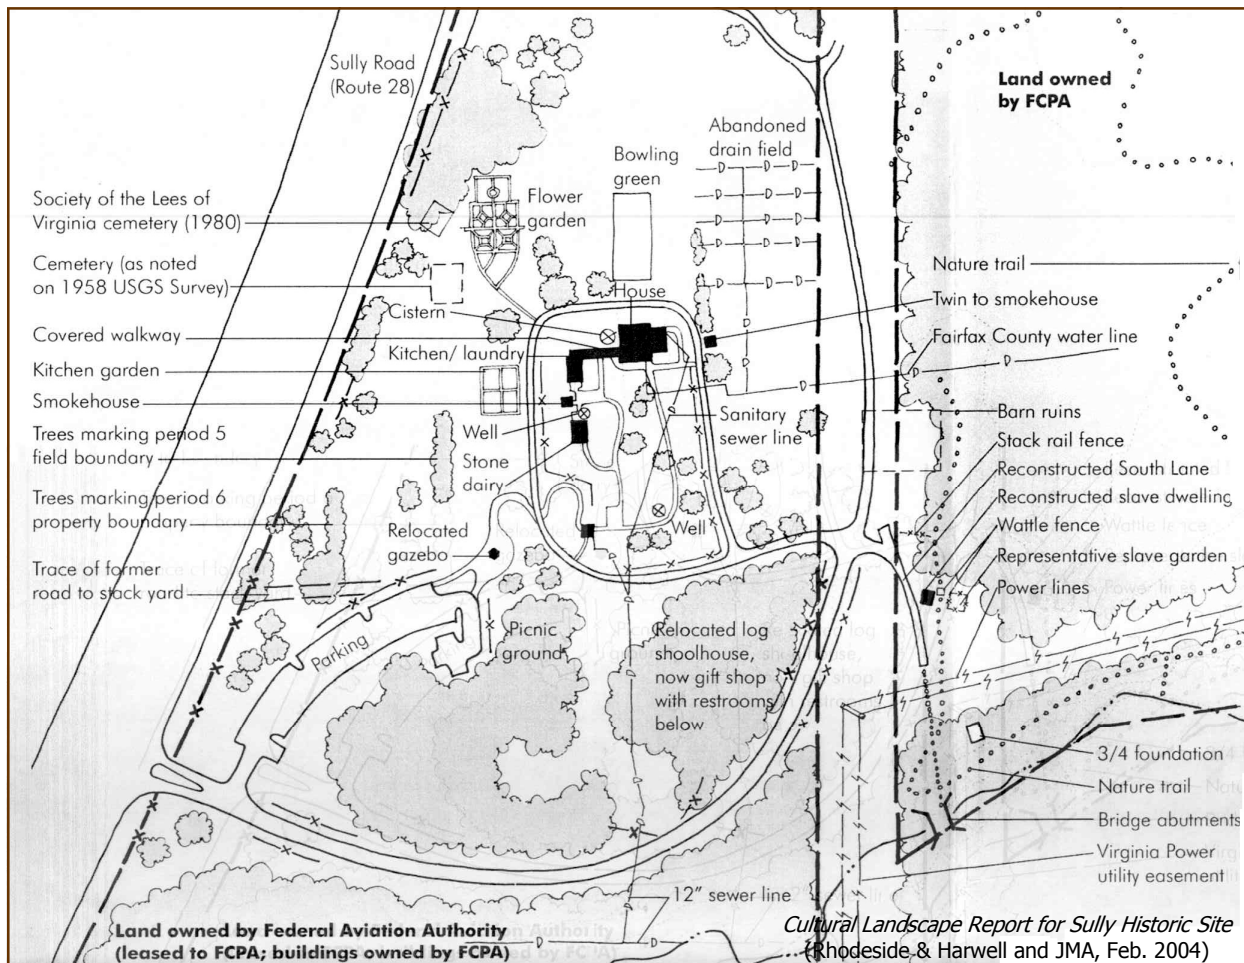 Sully Road
(Route 28)
Land owned
by FCPA
Abandoned
drain field
Bowling
green
Flower
garden
Society of the Lees of
Virginia cemetery (1980)
Cemetery (as noted
on 1958 USGS Survey)
Covered walkway
Kitchen garden
Smokehouse
Trees marking period 5
field boundary
Trees marking period 6
property boundary
Trace of former
road to stack yard
House
Cistern
Kitchen/ laundry
Well
Stone
dairy
Sanitary
sewer line
Well
Relocated
gazebo
Parking
Picnic
ground
Relocated log
shoolhouse,
now gift shop
with restrooms
below
Nature trail
Twin to smokehouse
Fairfax County water line
Barn ruins
Stack rail fence
Reconstructed South Lane
Reconstructed slave dwelling
Wattle fence
Representative slave garden
Power lines
3/4 foundation
Nature trail
Bridge abutments
Virginia Power
utility easement
12" sewer line
Land owned by Federal Aviation Authority
(leased to FCPA; buildings owned by FCPA)
Cultural Landscape Report for Sully Historic Site
(Rhodeside & Harwell and JMA, Feb. 2004)